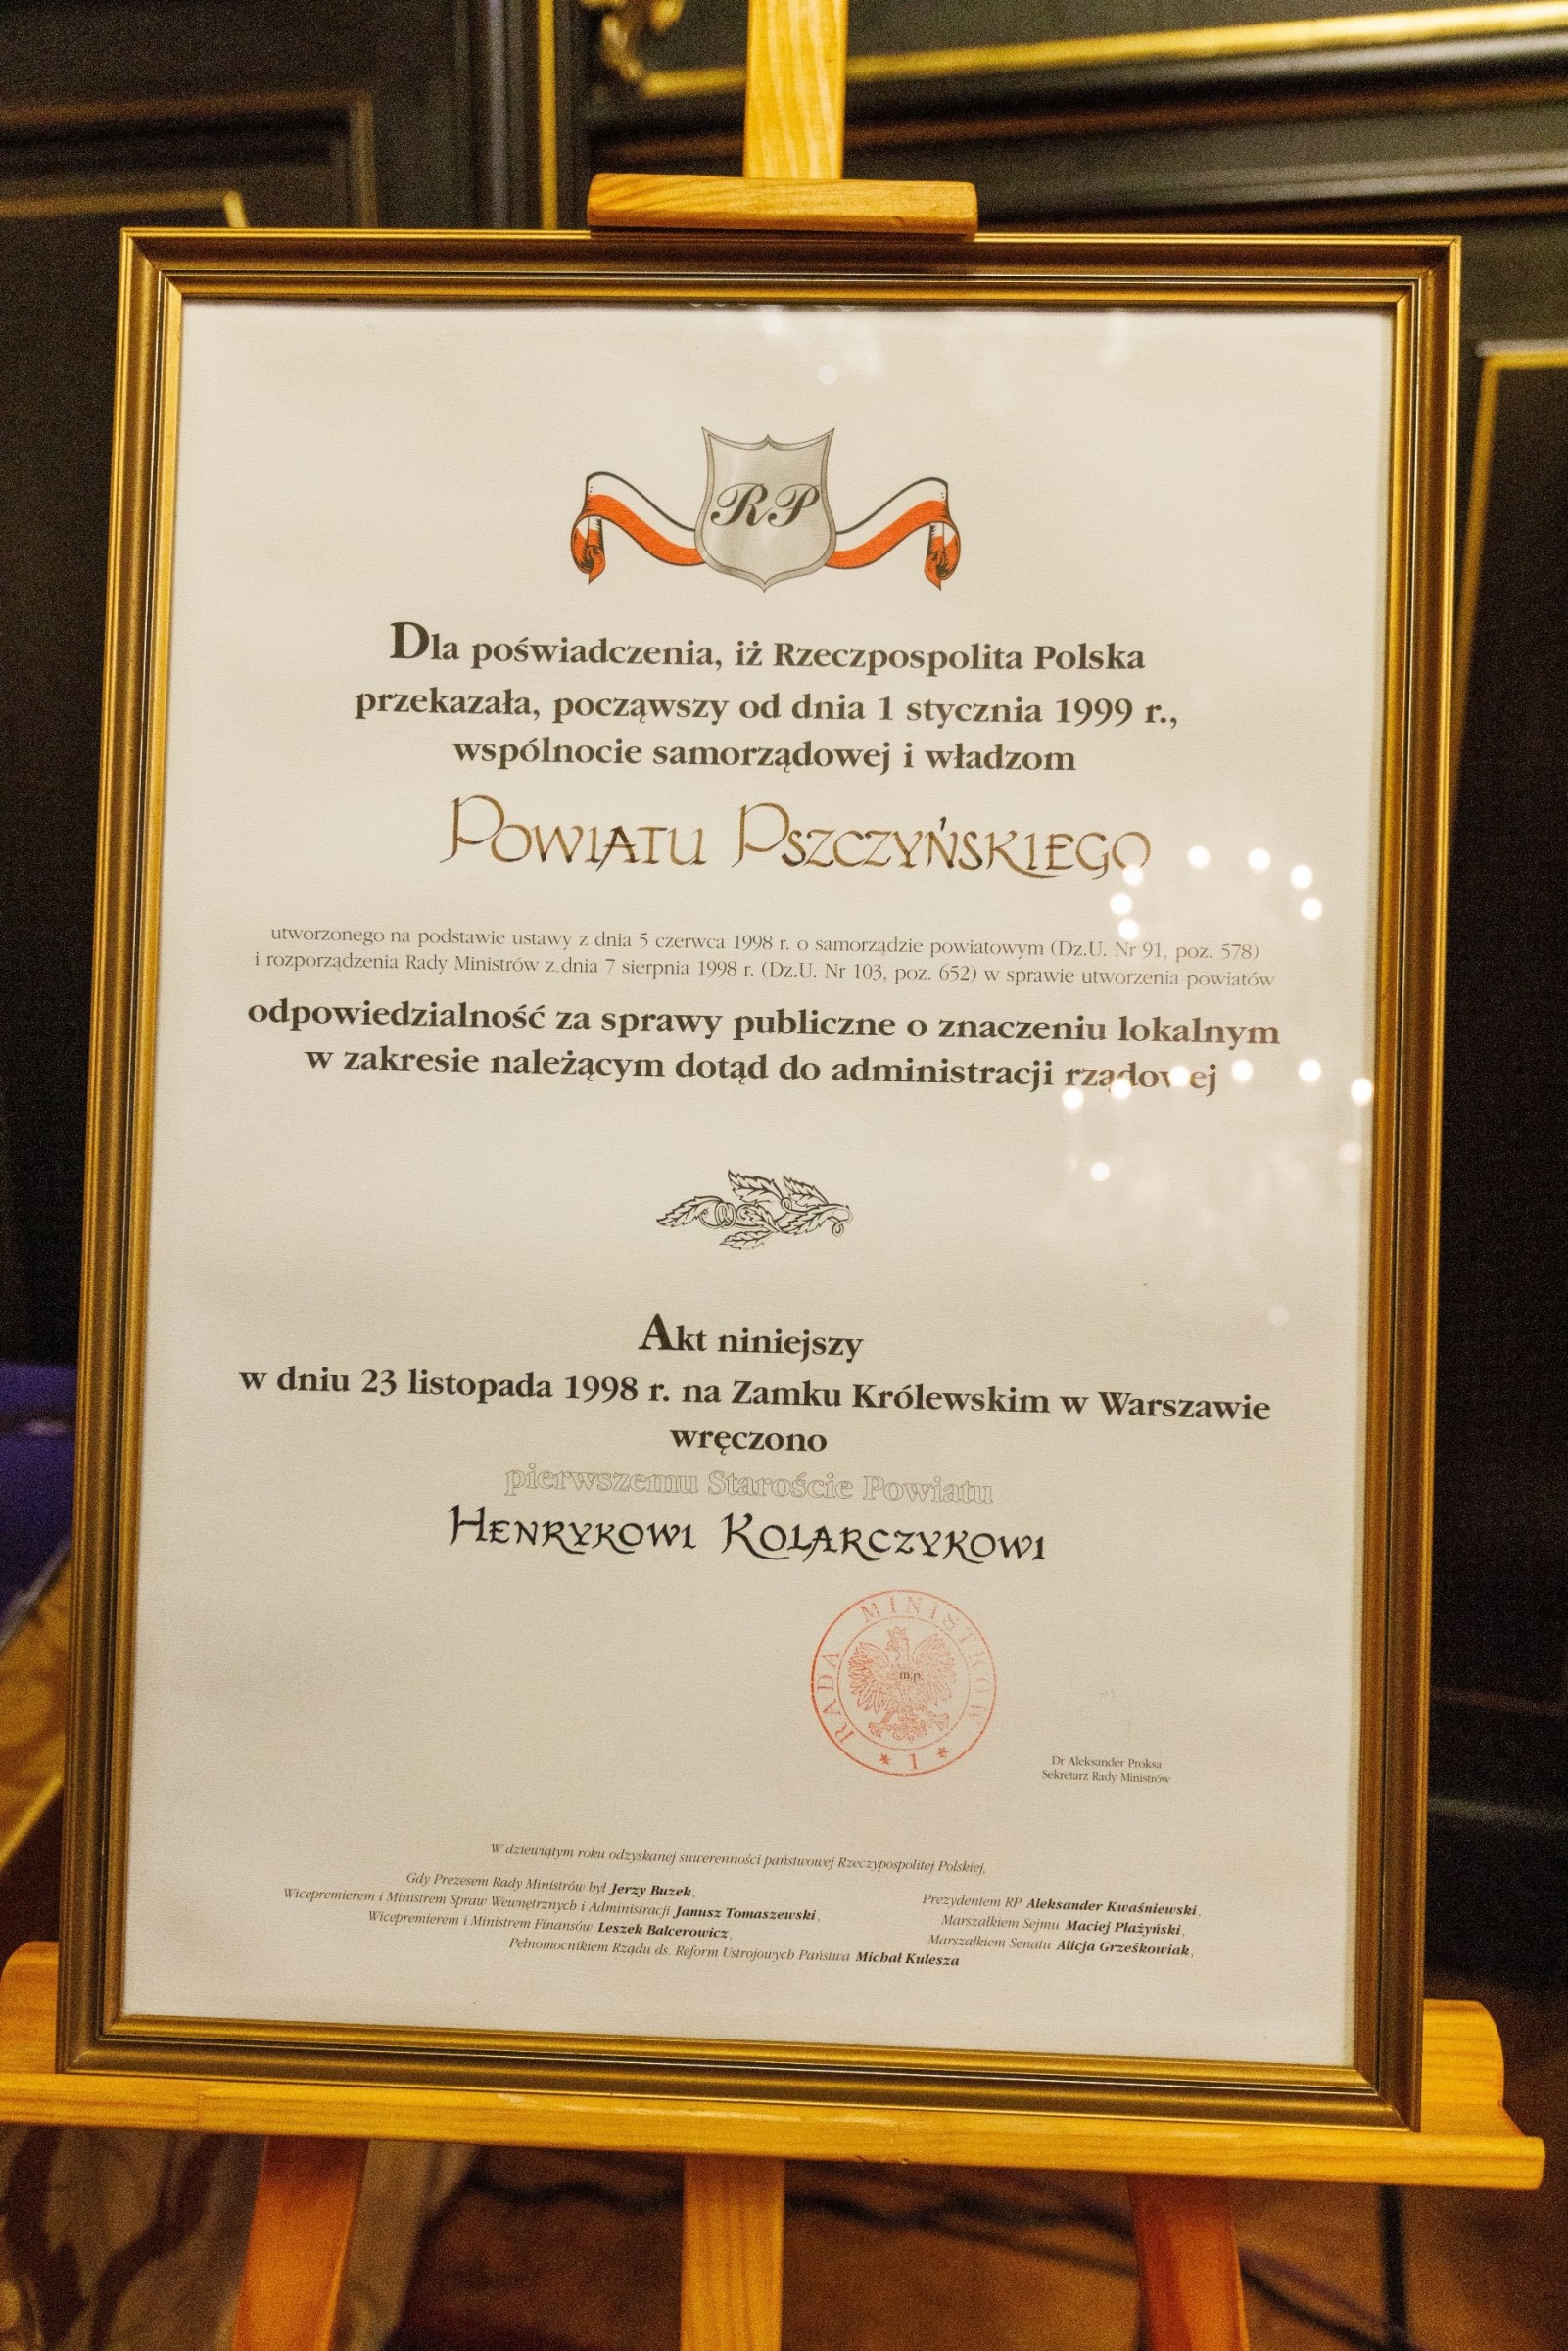 RP
Dla poświadczenia, iż Rzeczpospolita Polska
przekazała, począwszy od dnia 1 stycznia 1999 r.,
wspólnocie samorządowej i władzom
POWIATU PSZCZYŃSKIEGO
utworzonego na podstawie ustawy z dnia 5 czerwca 1998 r. o samorządzie powiatowym (Dz.U. Nr 91, poz. 578)
i rozporządzenia Rady Ministrów z dnia 7 sierpnia 1998 r. (Dz.U. Nr 103, poz. 652) w sprawie utworzenia powiatów
odpowiedzialność za sprawy publiczne o znaczeniu lokalnym
w zakresie należącym dotąd do administracji rządowej
Akt niniejszy
w dniu 23 listopada 1998 r. na Zamku Królewskim w Warszawie
wręczono
pierwszemu Staroście Powiatu
HENRYKOWI KOLARCZYKOWI
RADA MINISTRÓW * 1 *
m.p.
Dr Aleksander Proksa
Sekretarz Rady Ministrów
W dziewiątym roku odzyskanej suwerenności państwowej Rzeczypospolitej Polskiej,
Gdy Prezesem Rady Ministrów był Jerzy Buzek,
Wicepremierem i Ministrem Spraw Wewnętrznych i Administracji Janusz Tomaszewski,
Wicepremierem i Ministrem Finansów Leszek Balcerowicz,
Prezydentem RP Aleksander Kwaśniewski,
Marszałkiem Sejmu Maciej Płażyński,
Marszałkiem Senatu Alicja Grześkowiak,
Pełnomocnikiem Rządu ds. Reform Ustrojowych Państwa Michał Kulesza